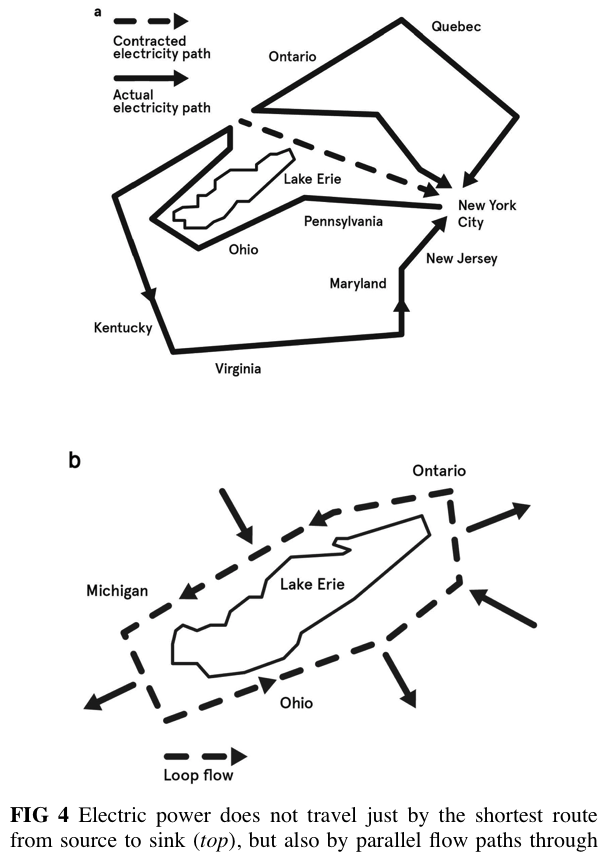 a
Contracted
electricity path
Actual
electricity path
Ontario
Quebec
Lake Erie
Pennsylvania
New York
City
Ohio
New Jersey
Maryland
Kentucky
Virginia
b
Ontario
Michigan
Lake Erie
Ohio
Loop flow
FIG 4 Electric power does not travel just by the shortest route
from source to sink (top), but also by parallel flow paths through